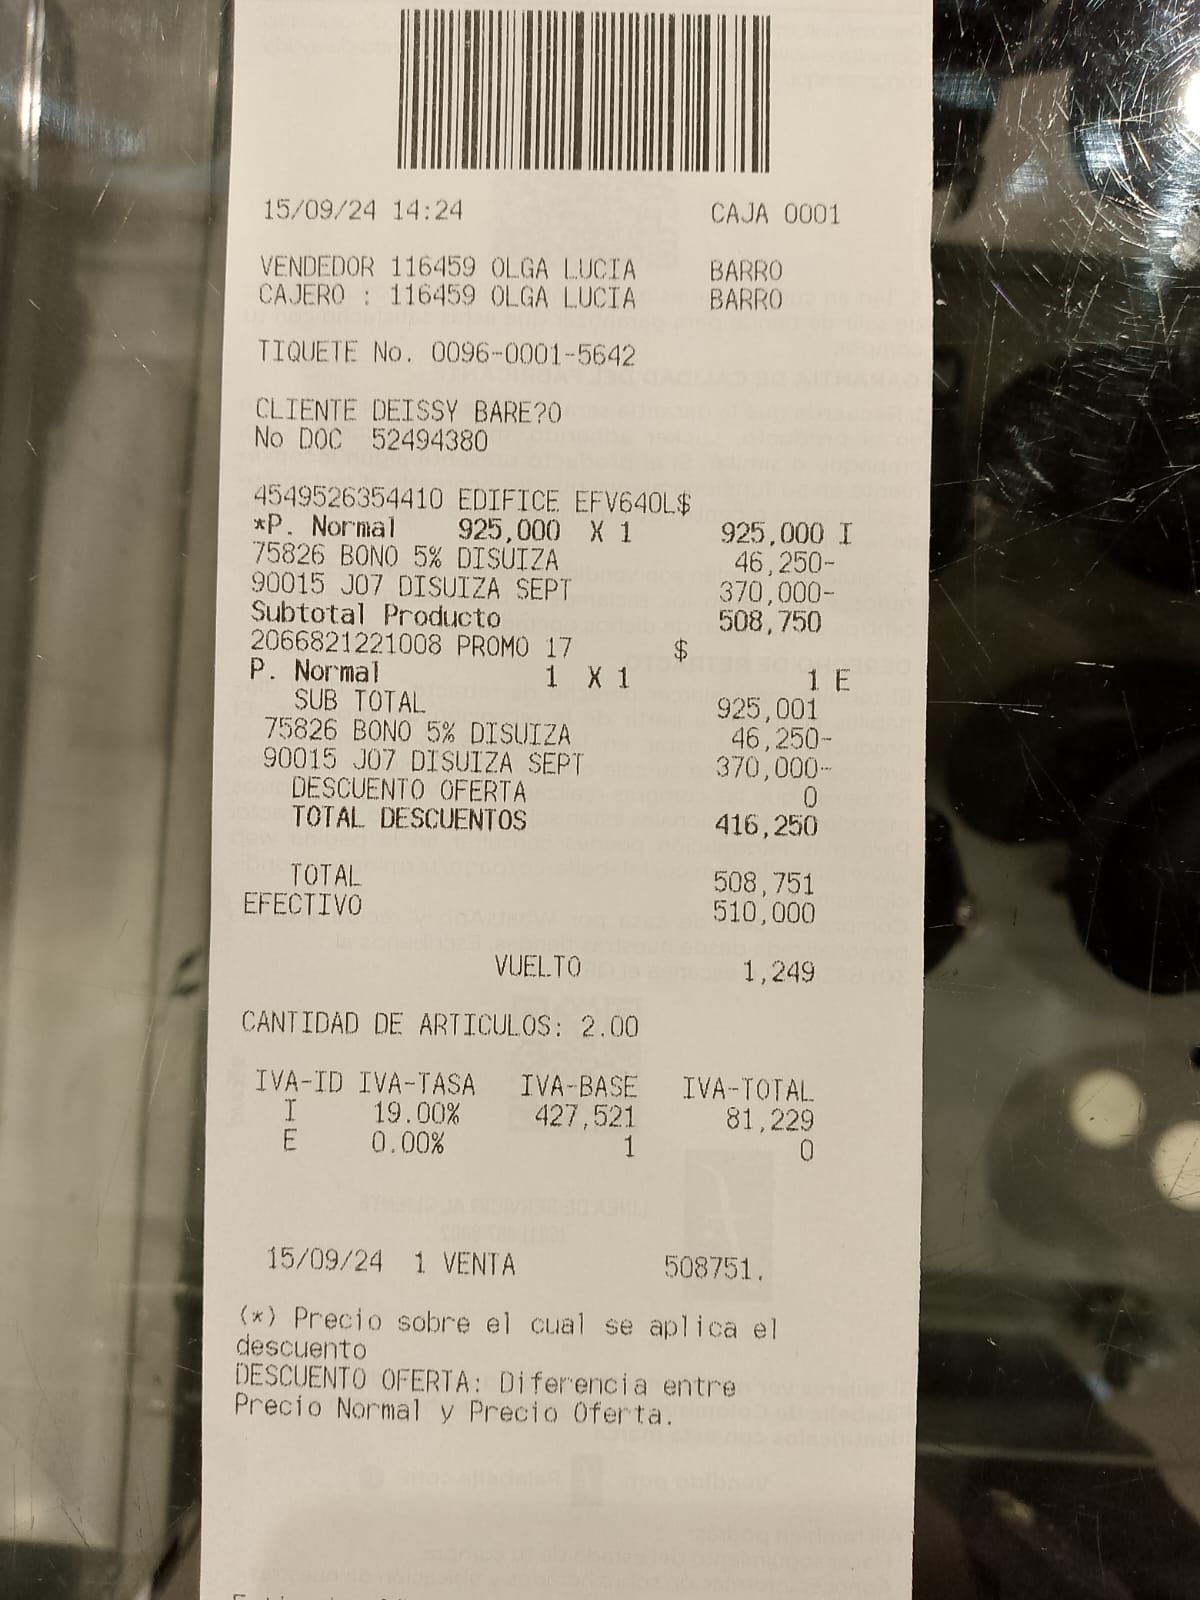 15/09/24 14:24 CAJA 0001
VENDEDOR 116459 OLGA LUCIA BARRO
CAJERO : 116459 OLGA LUCIA BARRO
TIQUETE No. 0096-0001-5642
CLIENTE DEISSY BARE?O
No DOC 52494380
4549526354410 EDIFICE EFV640L$
*P. Normal 925,000 X 1 925,000 I
75826 BONO 5% DISUIZA 46,250-
90015 J07 DISUIZA SEPT 370,000-
Subtotal Producto 508,750
2066821221008 PROMO 17 $
P. Normal 1 X 1 1 E
SUB TOTAL 925,001
75826 BONO 5% DISUIZA 46,250-
90015 J07 DISUIZA SEPT 370,000-
DESCUENTO OFERTA 0
TOTAL DESCUENTOS 416,250
TOTAL 508,751
EFECTIVO 510,000
VUELTO 1,249
CANTIDAD DE ARTICULOS: 2.00
IVA-ID IVA-TASA IVA-BASE IVA-TOTAL
I 19.00% 427,521 81,229
E 0.00% 1 0
15/09/24 1 VENTA 508751.
(*) Precio sobre el cual se aplica el
descuento
DESCUENTO OFERTA: Diferencia entre
Precio Normal y Precio Oferta.